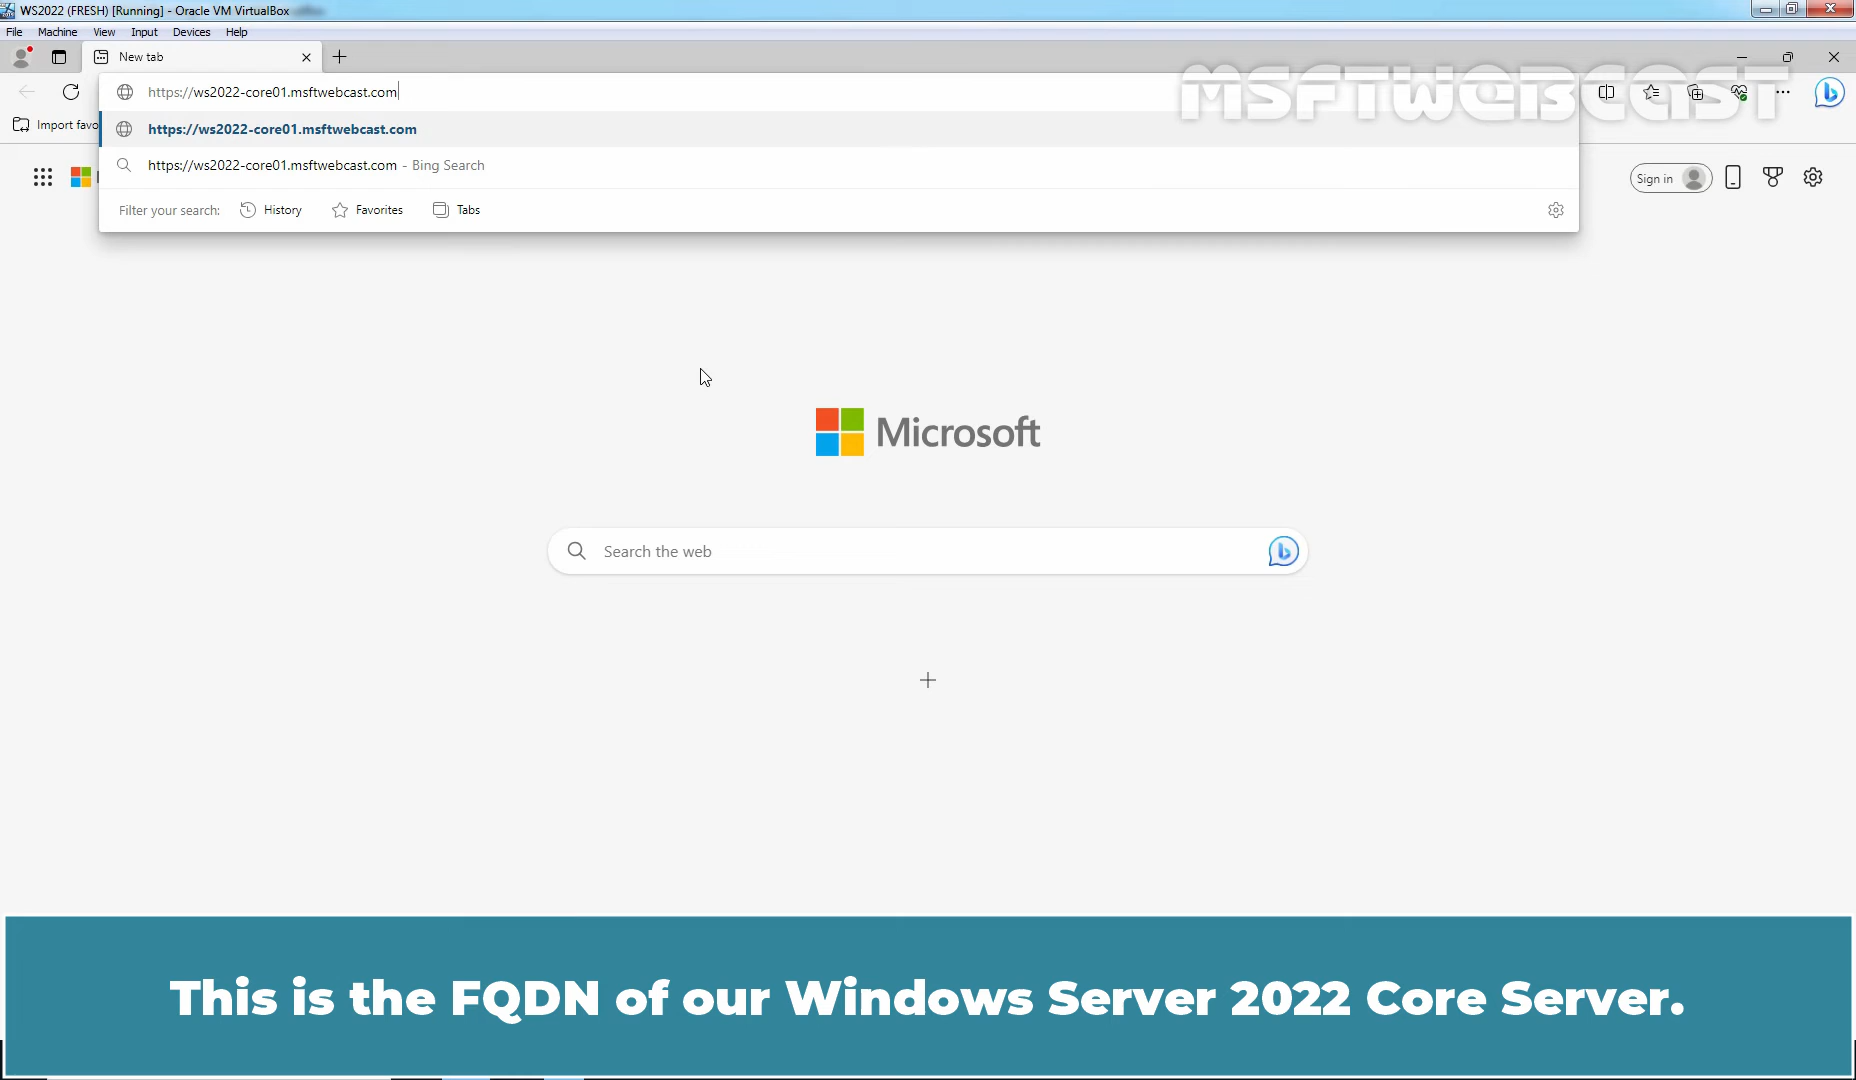 WS2022 (FRESH) [Running] - Oracle VM VirtualBox
File Machine View Input Devices Help
New tab
https://ws2022-core01.msftwebcast.com
MSFTWEBCAST
Import favo
https://ws2022-core01.msftwebcast.com
https://ws2022-core01.msftwebcast.com - Bing Search
Sign in
Filter your search: History Favorites Tabs
Microsoft
Search the web
This is the FQDN of our Windows Server 2022 Core Server.